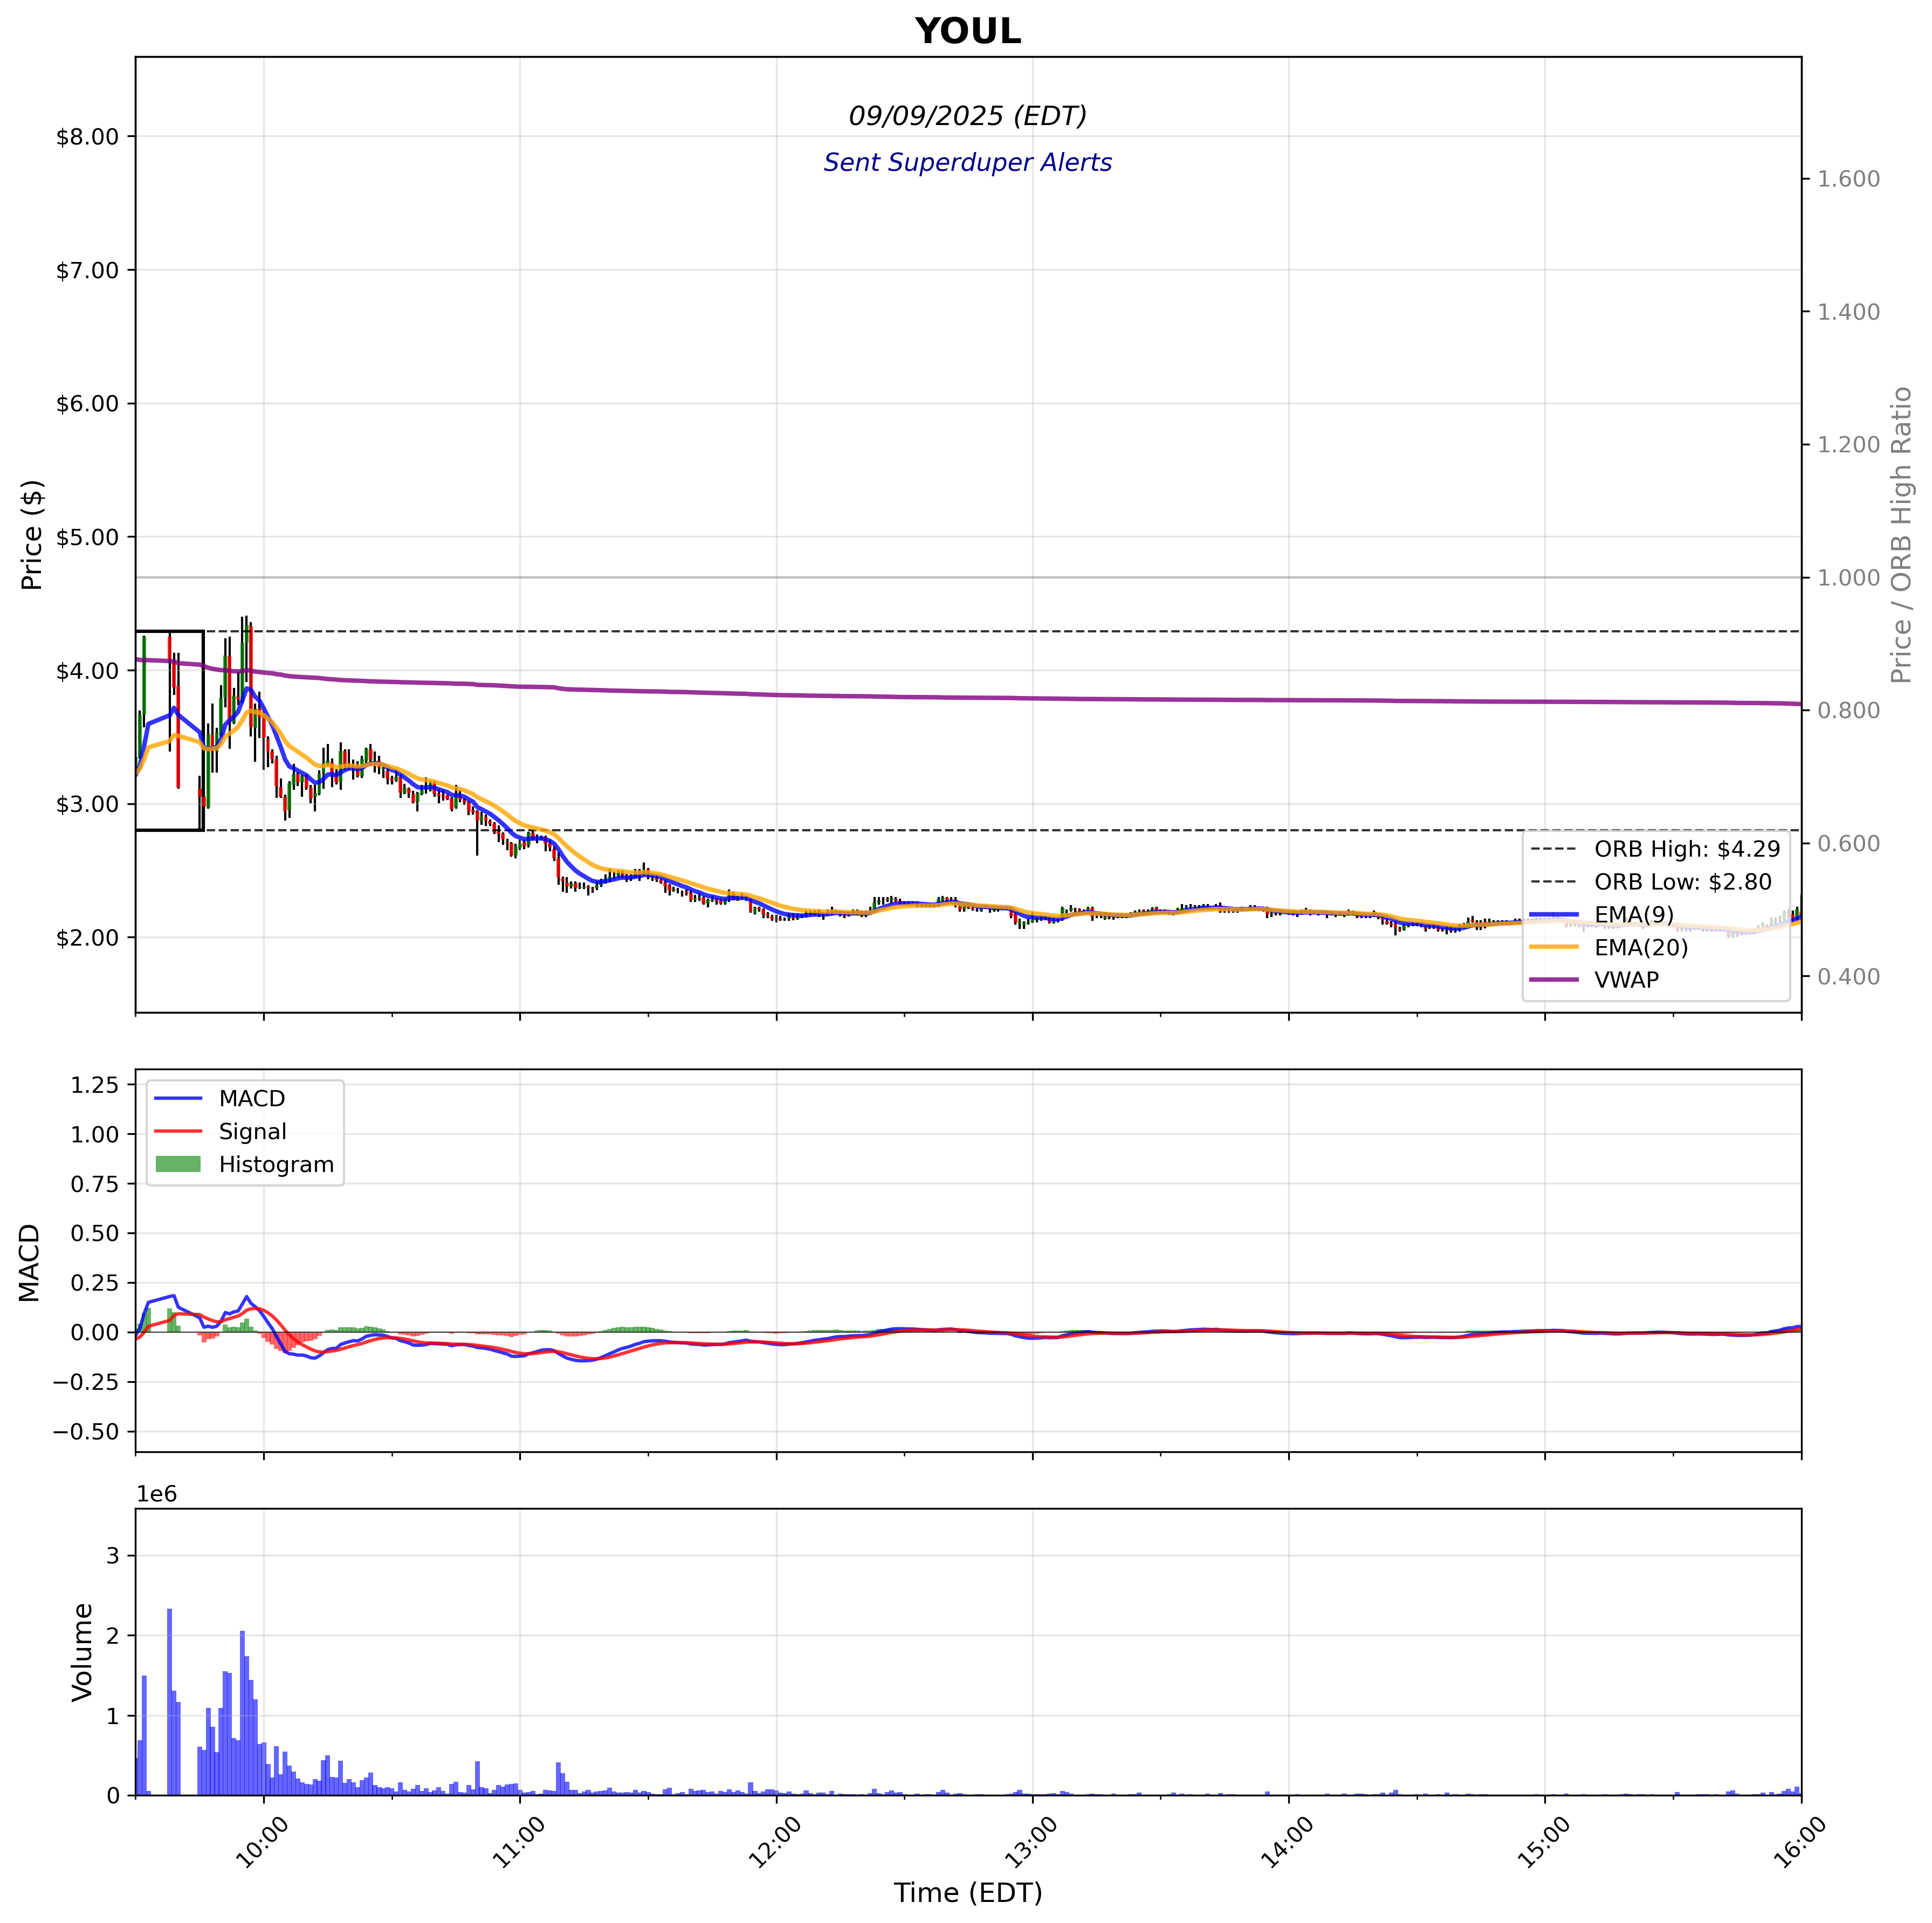 YOUL
09/09/2025 (EDT)
Sent Superduper Alerts
Price ($)
$8.00
$7.00
$6.00
$5.00
$4.00
$3.00
$2.00
1.600
1.400
1.200
1.000
0.800
0.600
0.400
Price / ORB High Ratio
ORB High: $4.29
ORB Low: $2.80
EMA(9)
EMA(20)
VWAP
MACD
1.25
1.00
0.75
0.50
0.25
0.00
−0.25
−0.50
MACD
Signal
Histogram
1e6
Volume
3
2
1
0
10:00
11:00
12:00
13:00
14:00
15:00
16:00
Time (EDT)